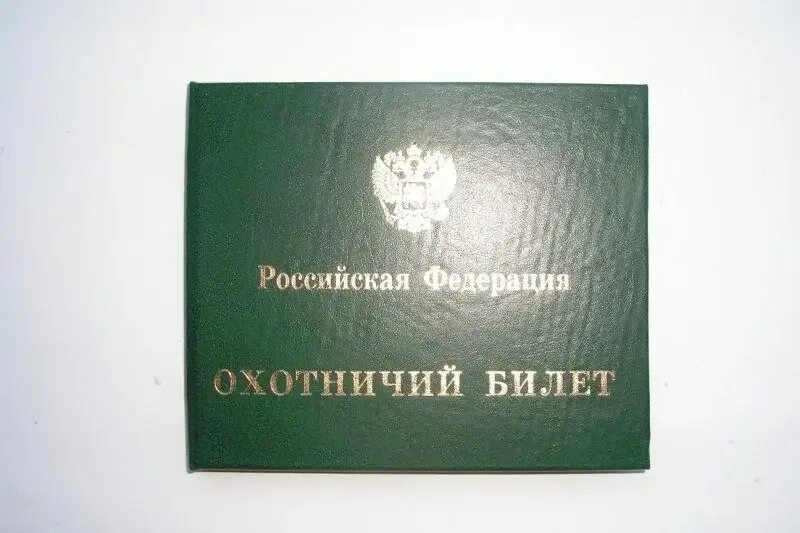 Российская Федерация
ОХОТНИЧИЙ БИЛЕТ